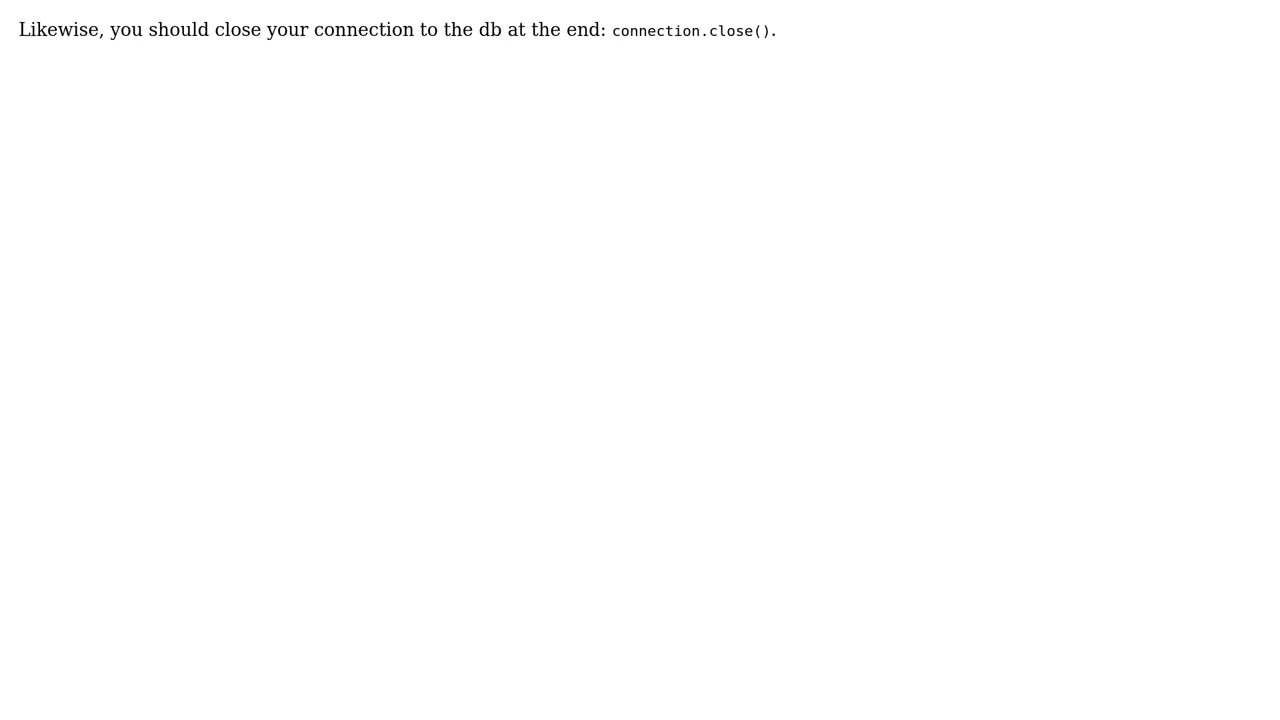 Likewise, you should close your connection to the db at the end: connection.close().